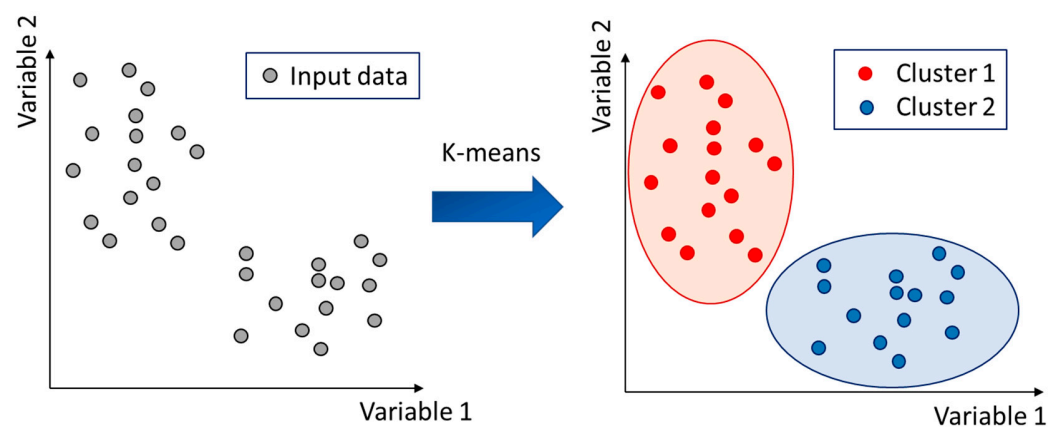 Variable 2
Input data
Variable 1
K-means
Variable 2
Cluster 1
Cluster 2
Variable 1